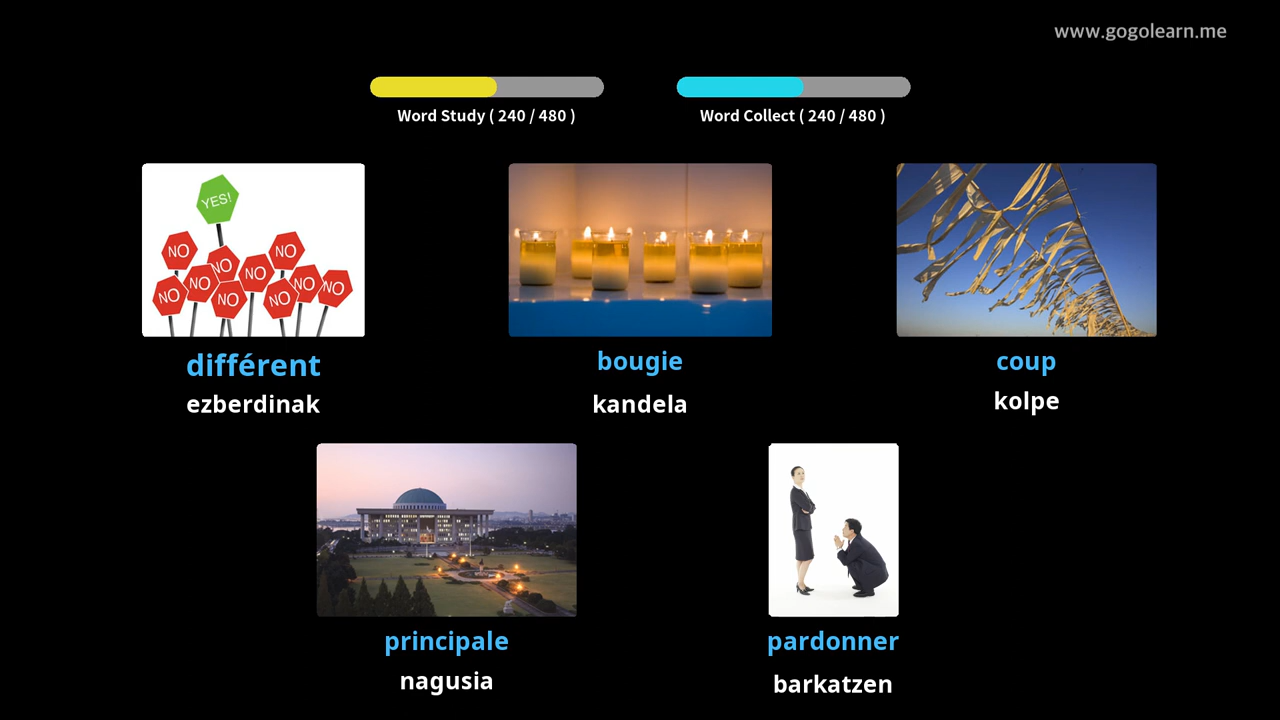 www.gogolearn.me
Word Study ( 240 / 480 )
Word Collect ( 240 / 480 )
YES!
NO
NO
NO
NO
NO
NO
NO
NO
NO
NO
différent
ezberdinak
bougie
kandela
coup
kolpe
principale
nagusia
pardonner
barkatzen